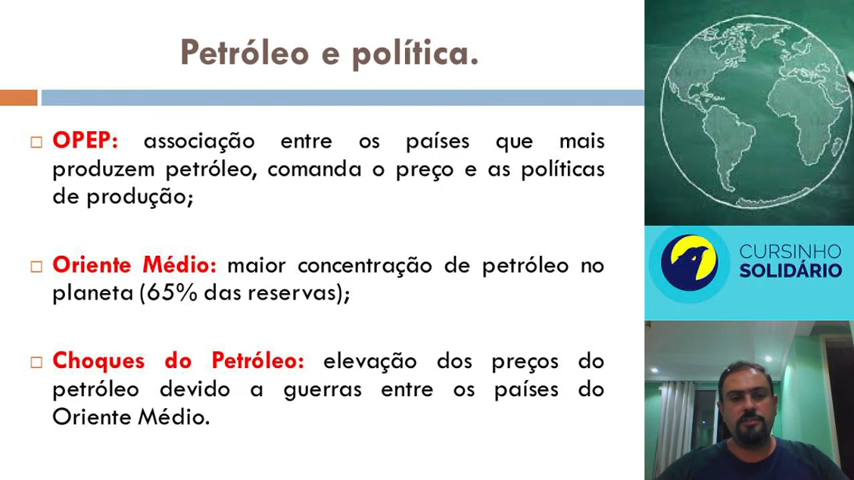 Petróleo e política.
OPEP: associação entre os países que mais
produzem petróleo, comanda o preço e as políticas
de produção;
Oriente Médio: maior concentração de petróleo no
planeta (65% das reservas);
Choques do Petróleo: elevação dos preços do
petróleo devido a guerras entre os países do
Oriente Médio.
CURSINHO
SOLIDÁRIO